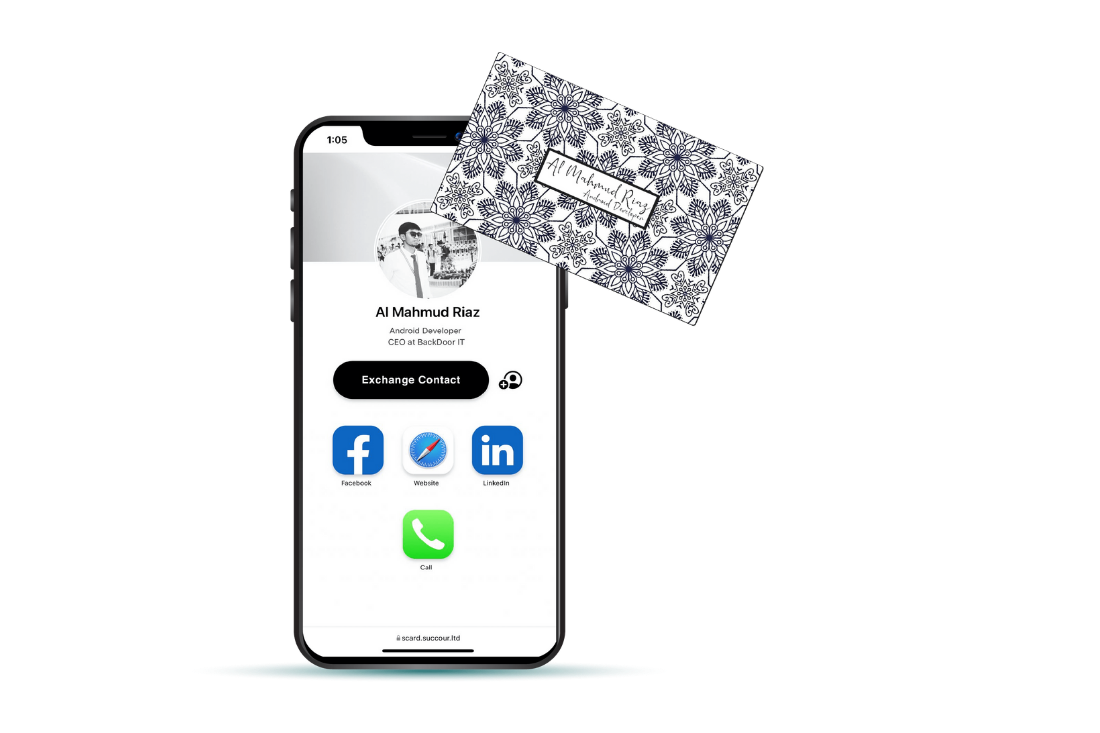 1:05
Al Mahmud Riaz
Android Developer
Al Mahmud Riaz
Android Developer
CEO at BackDoor IT
Exchange Contact
Facebook
Website
LinkedIn
Call
scard.succour.ltd